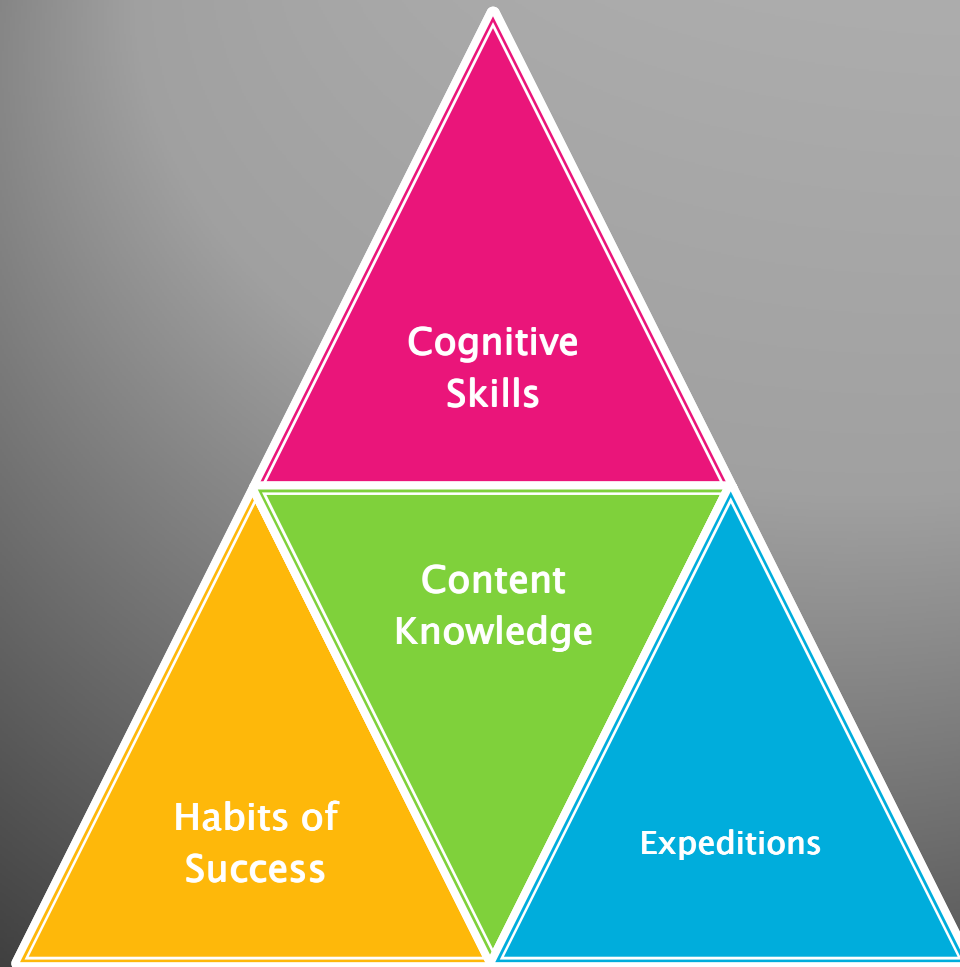 Cognitive
Skills
Content
Knowledge
Habits of
Success
Expeditions